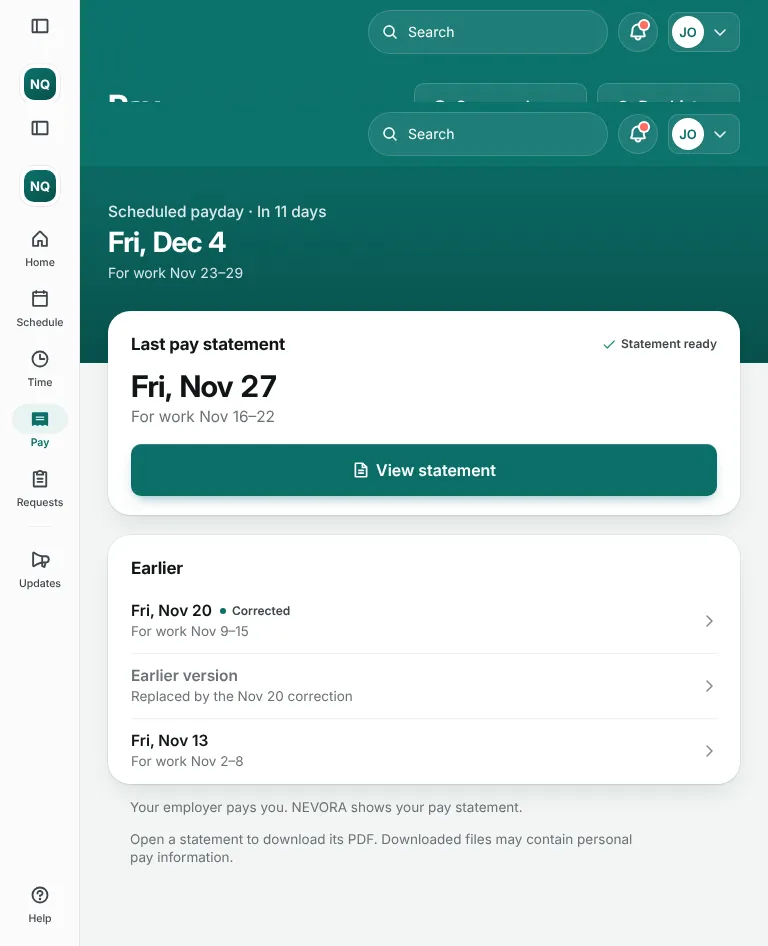 Search
JO
NQ
Pay
Search
JO
NQ
Scheduled payday · In 11 days
Fri, Dec 4
For work Nov 23–29
Home
Schedule
Time
Pay
Requests
Updates
Help
Last pay statement
Statement ready
Fri, Nov 27
For work Nov 16–22
View statement
Earlier
Fri, Nov 20 • Corrected
For work Nov 9–15
Earlier version
Replaced by the Nov 20 correction
Fri, Nov 13
For work Nov 2–8
Your employer pays you. NEVORA shows your pay statement.
Open a statement to download its PDF. Downloaded files may contain personal
pay information.